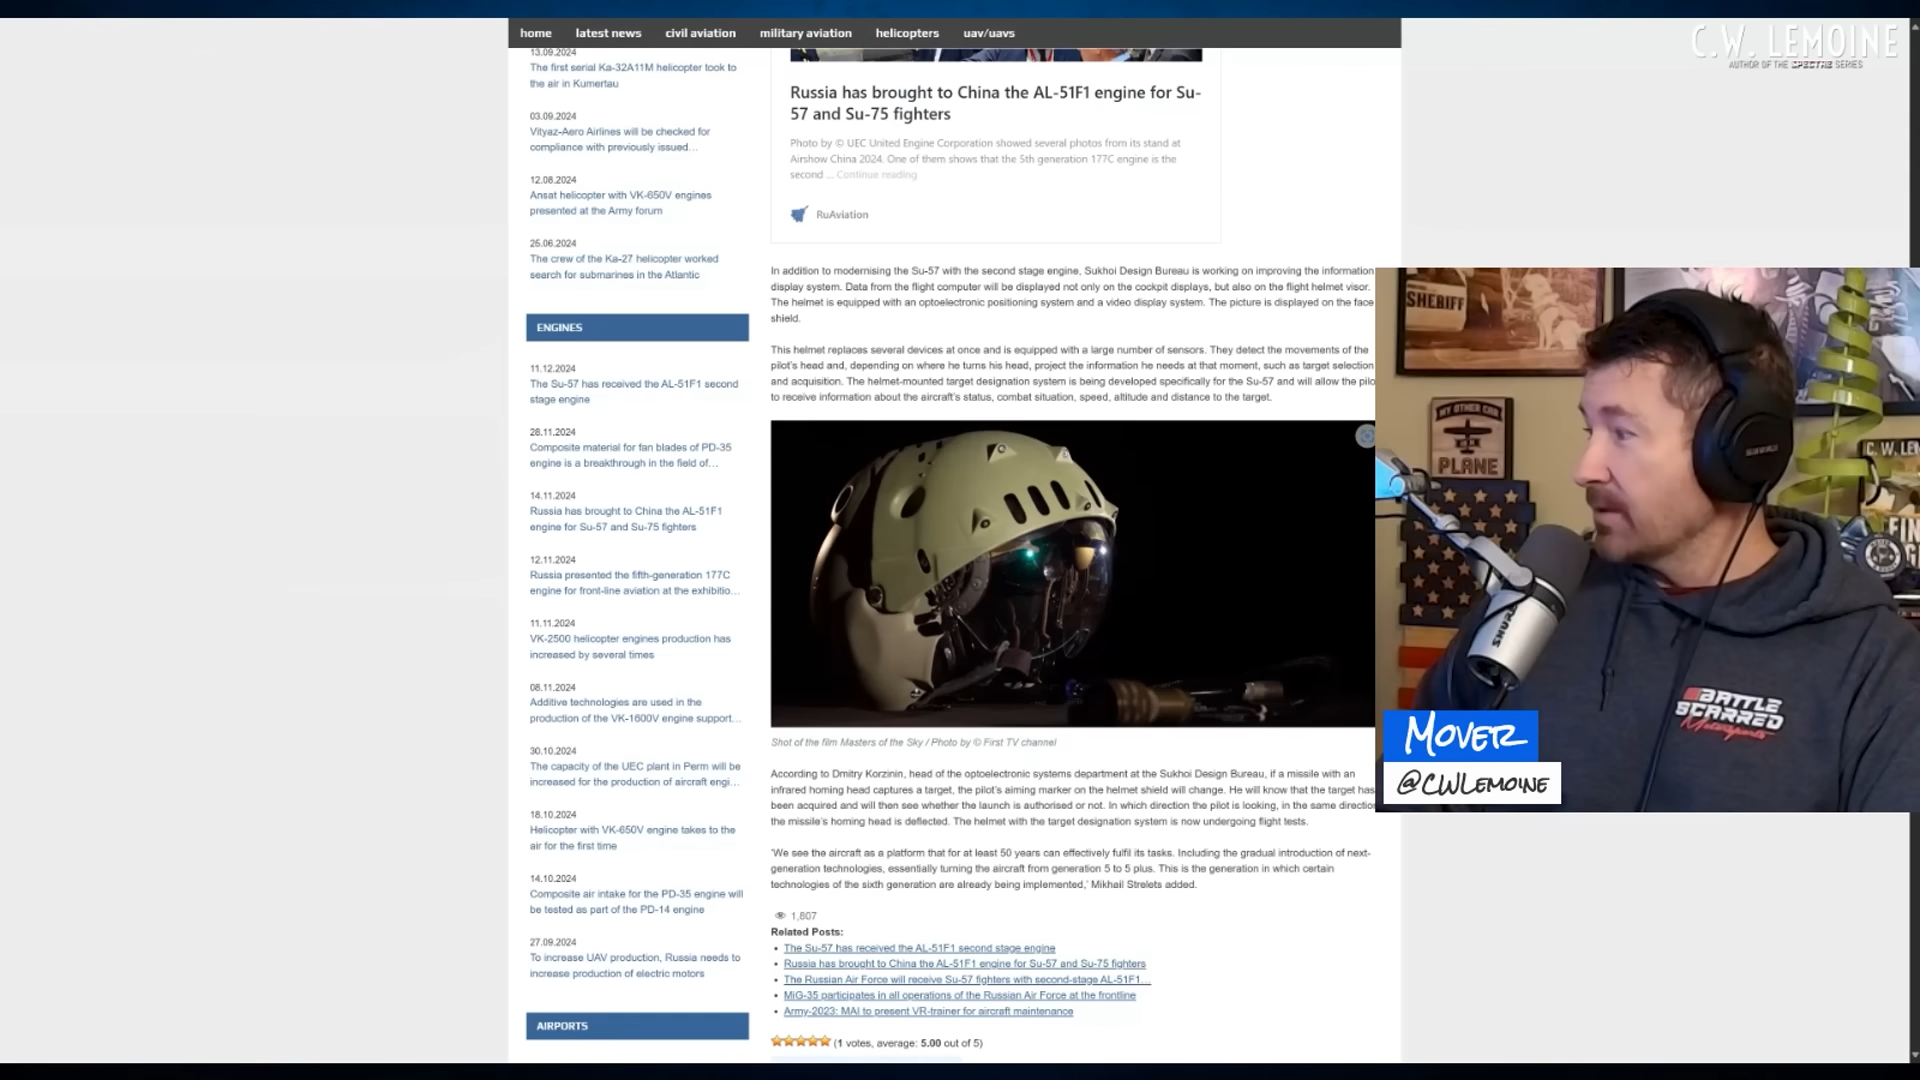 home latest news civil aviation military aviation helicopters uav/uavs
C.W. LEMOINE
AUTHOR OF THE SPECTRE SERIES
13.09.2024
The first serial Ka-32A11M helicopter took to
the air in Kumertau
03.09.2024
Vityaz-Aero Airlines will be checked for
compliance with previously issued...
12.08.2024
Ansat helicopter with VK-650V engines
presented at the Army forum
25.06.2024
The crew of the Ka-27 helicopter worked
search for submarines in the Atlantic
ENGINES
11.12.2024
The Su-57 has received the AL-51F1 second
stage engine
28.11.2024
Composite material for fan blades of PD-35
engine is a breakthrough in the field of...
14.11.2024
Russia has brought to China the AL-51F1
engine for Su-57 and Su-75 fighters
12.11.2024
Russia presented the fifth-generation 177C
engine for front-line aviation at the exhibitio...
11.11.2024
VK-2500 helicopter engines production has
increased by several times
08.11.2024
Additive technologies are used in the
production of the VK-1600V engine support...
30.10.2024
The capacity of the UEC plant in Perm will be
increased for the production of aircraft engi...
18.10.2024
Helicopter with VK-650V engine takes to the
air for the first time
14.10.2024
Composite air intake for the PD-35 engine will
be tested as part of the PD-14 engine
27.09.2024
To increase UAV production, Russia needs to
increase production of electric motors
AIRPORTS
Russia has brought to China the AL-51F1 engine for Su-
57 and Su-75 fighters
Photo by © UEC United Engine Corporation showed several photos from its stand at
Airshow China 2024. One of them shows that the 5th generation 177C engine is the
second ... Continue reading
RuAviation
In addition to modernising the Su-57 with the second stage engine, Sukhoi Design Bureau is working on improving the information
display system. Data from the flight computer will be displayed not only on the cockpit displays, but also on the flight helmet visor.
The helmet is equipped with an optoelectronic positioning system and a video display system. The picture is displayed on the face
shield.
This helmet replaces several devices at once and is equipped with a large number of sensors. They detect the movements of the
pilot's head and, depending on where he turns his head, project the information he needs at that moment, such as target selection
and acquisition. The helmet-mounted target designation system is being developed specifically for the Su-57 and will allow the pilo
to receive information about the aircraft's status, combat situation, speed, altitude and distance to the target.
Shot of the film Masters of the Sky / Photo by © First TV channel
According to Dmitry Korzinin, head of the optoelectronic systems department at the Sukhoi Design Bureau, if a missile with an
infrared homing head captures a target, the pilot's aiming marker on the helmet shield will change. He will know that the target has
been acquired and will then see whether the launch is authorised or not. In which direction the pilot is looking, in the same directio
the missile's homing head is deflected. The helmet with the target designation system is now undergoing flight tests.
'We see the aircraft as a platform that for at least 50 years can effectively fulfil its tasks. Including the gradual introduction of next-
generation technologies, essentially turning the aircraft from generation 5 to 5 plus. This is the generation in which certain
technologies of the sixth generation are already being implemented,' Mikhail Strelets added.
1,807
Related Posts:
• The Su-57 has received the AL-51F1 second stage engine
• Russia has brought to China the AL-51F1 engine for Su-57 and Su-75 fighters
• The Russian Air Force will receive Su-57 fighters with second-stage AL-51F1...
• MiG-35 participates in all operations of the Russian Air Force at the frontline
• Army-2023: MAI to present VR-trainer for aircraft maintenance
(1 votes, average: 5.00 out of 5)
SHERIFF
MY OTHER CAR
PLANE
C.W. LE
SHURE
BATTLE
SCARRED
Motorsports
MOVER
@CWLEMOINE